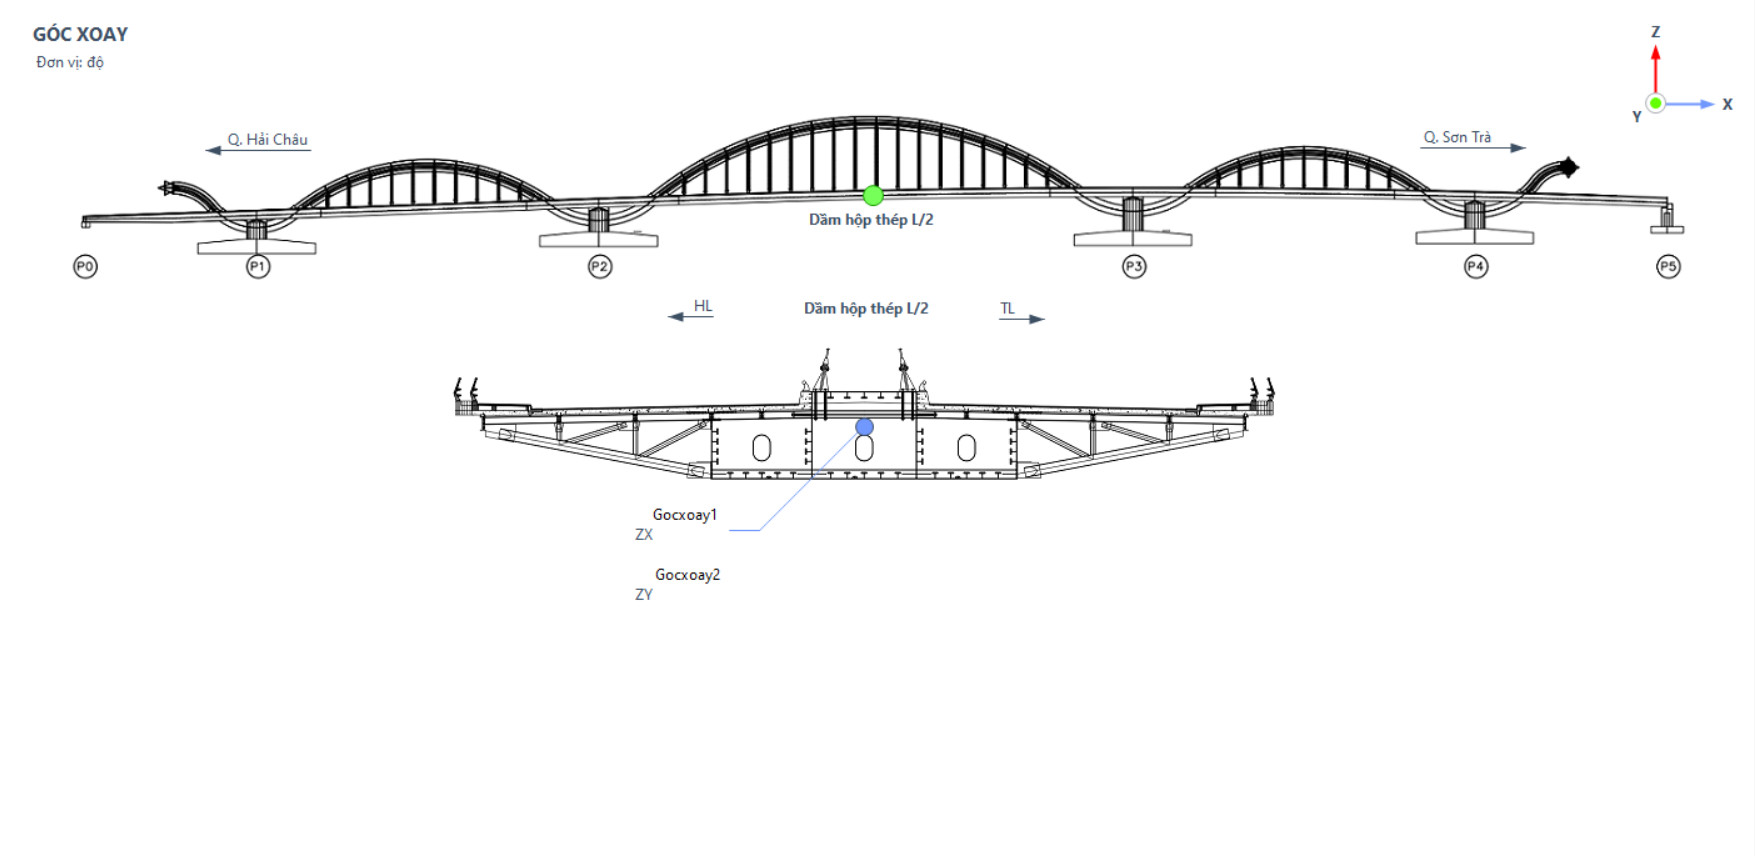 GÓC XOAY
Đơn vị: độ
Z
X
Y
Q. Hải Châu
Q. Sơn Trà
Dầm hộp thép L/2
P0
P1
P2
P3
P4
P5
HL
Dầm hộp thép L/2
TL
Gocxoay1
ZX
Gocxoay2
ZY